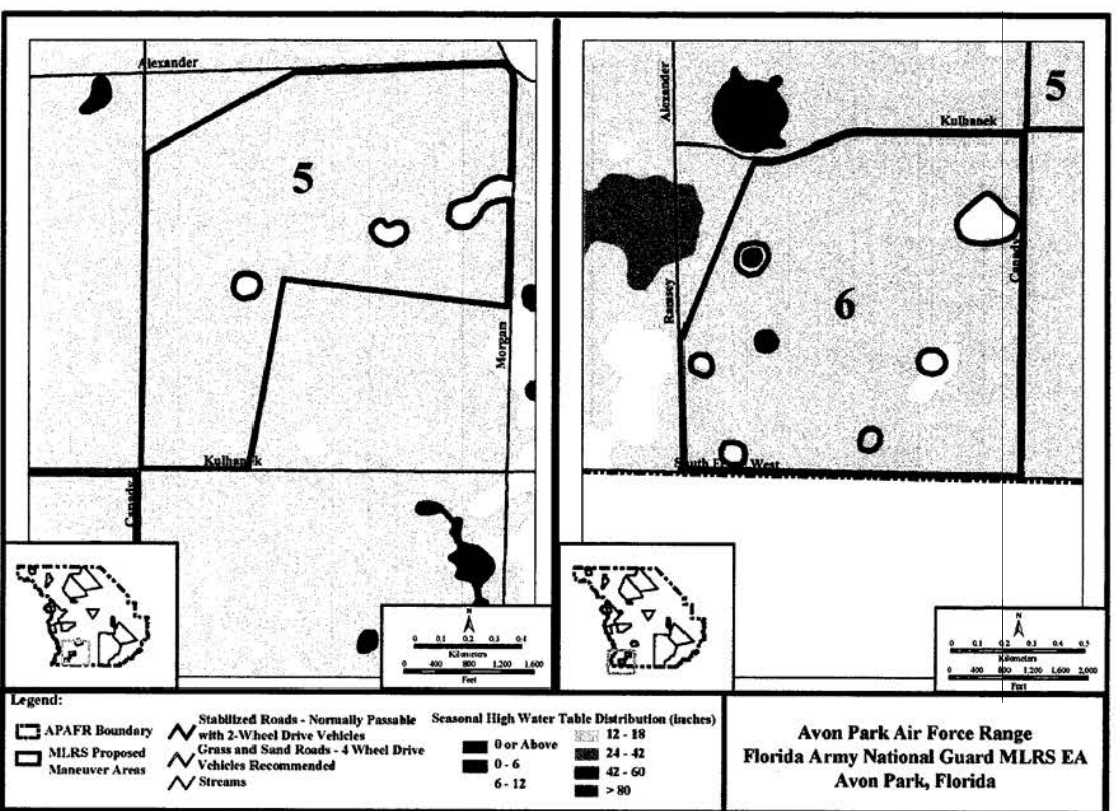 Alexander
5
Morgan
Kulhanek
Canady
N
0 0.1 0.2 0.3 0.4
Kilometers
0 400 800 1,200 1,600
Feet
Alexander
5
Kulhanek
Ramsey
Canady
6
South Fence West
N
0 0.1 0.2 0.3 0.4 0.5
Kilometers
0 400 800 1,200 1,600 2,000
Feet
Legend:
APAFR Boundary
MLRS Proposed
Maneuver Areas
Stabilized Roads - Normally Passable
with 2-Wheel Drive Vehicles
Grass and Sand Roads - 4 Wheel Drive
Vehicles Recommended
Streams
Seasonal High Water Table Distribution (inches)
0 or Above
0 - 6
6 - 12
12 - 18
24 - 42
42 - 60
> 80
Avon Park Air Force Range
Florida Army National Guard MLRS EA
Avon Park, Florida